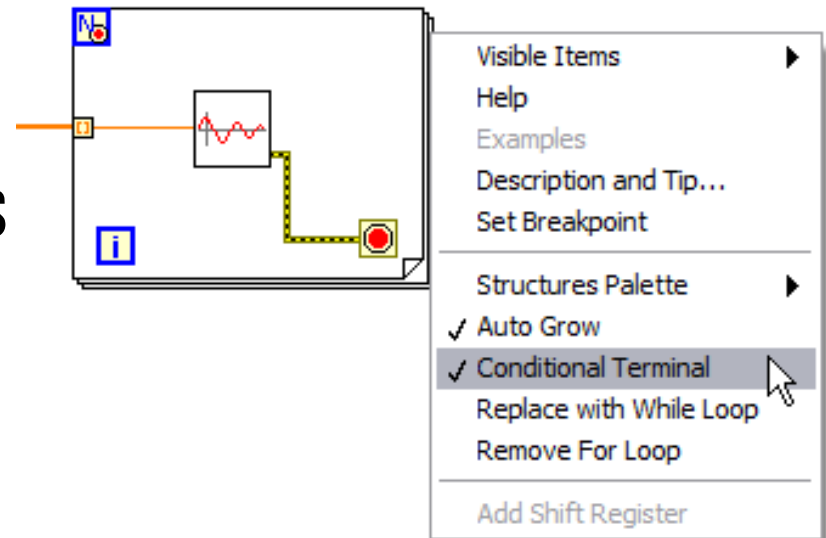 N
s
i
Visible Items
Help
Examples
Description and Tip...
Set Breakpoint
Structures Palette
Auto Grow
Conditional Terminal
Replace with While Loop
Remove For Loop
Add Shift Register